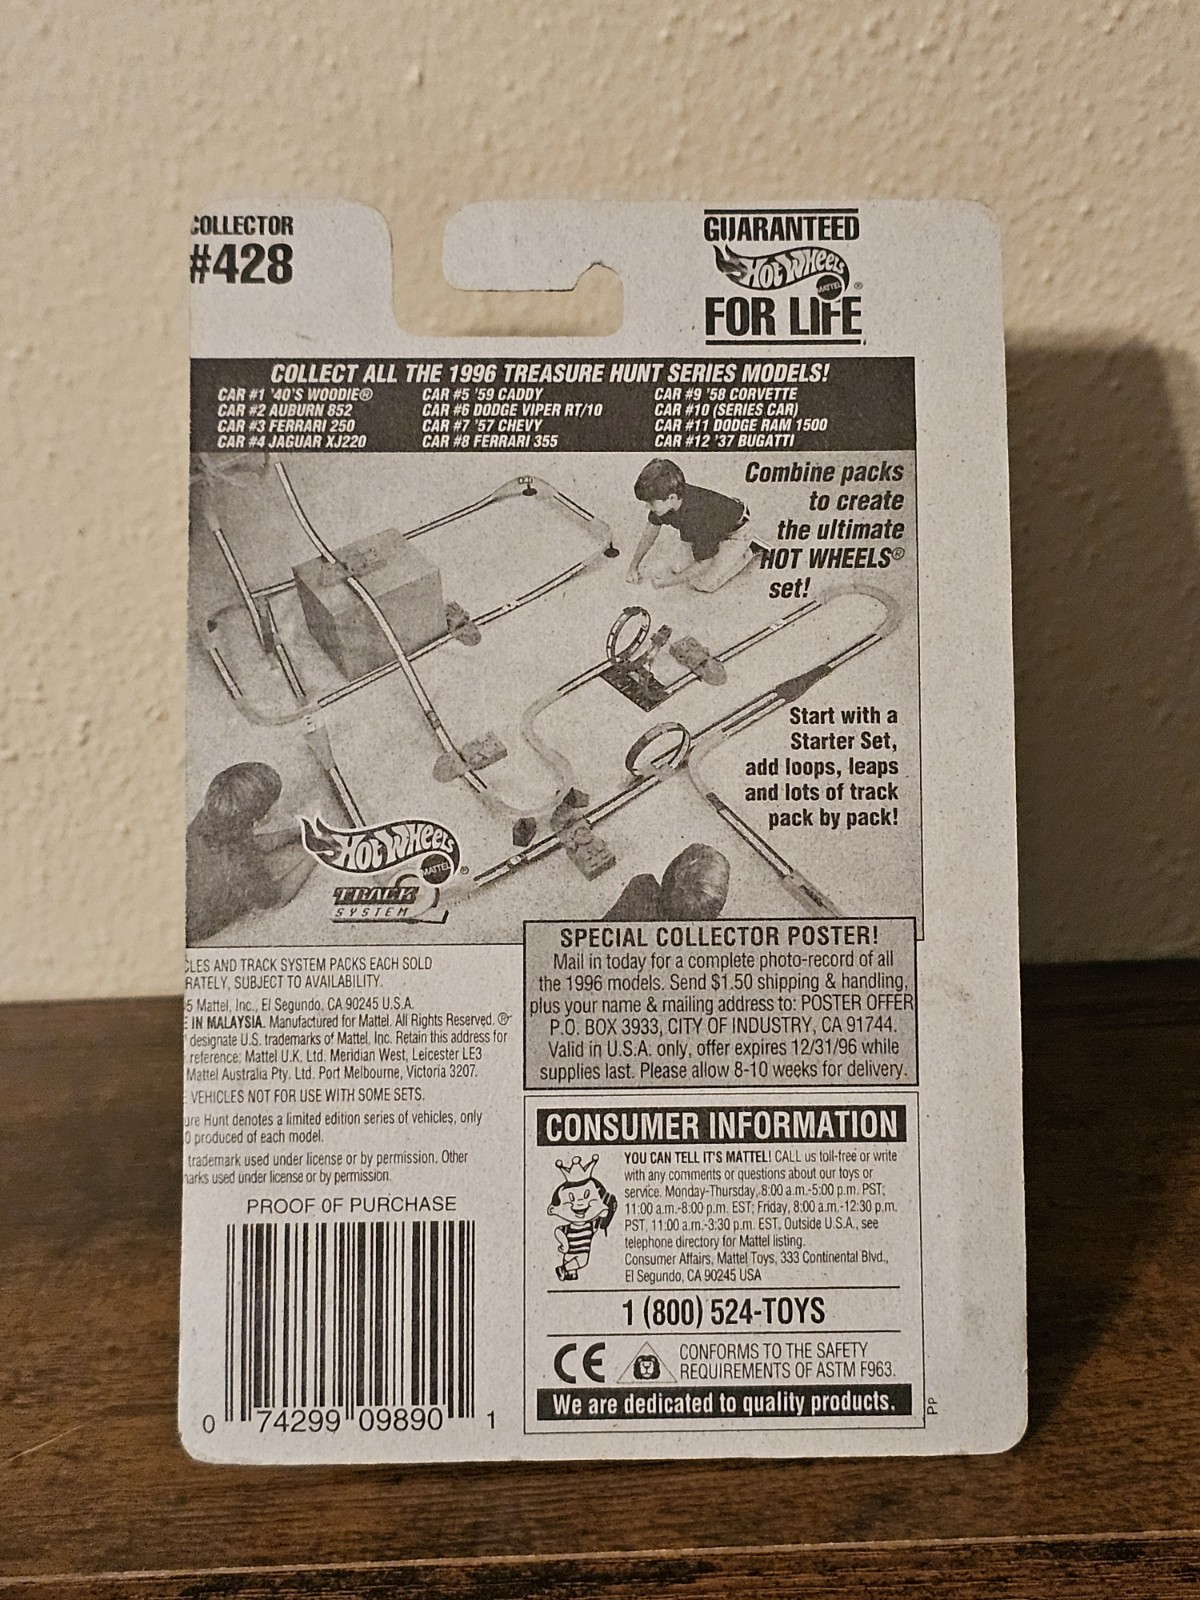 COLLECTOR
#428
GUARANTEED
HOT WHEELS
MATTEL ®
FOR LIFE
COLLECT ALL THE 1996 TREASURE HUNT SERIES MODELS!
CAR #1 '40'S WOODIE®
CAR #2 AUBURN 852
CAR #3 FERRARI 250
CAR #4 JAGUAR XJ220
CAR #5 '59 CADDY
CAR #6 DODGE VIPER RT/10
CAR #7 '57 CHEVY
CAR #8 FERRARI 355
CAR #9 '58 CORVETTE
CAR #10 (SERIES CAR)
CAR #11 DODGE RAM 1500
CAR #12 '37 BUGATTI
Combine packs
to create
the ultimate
HOT WHEELS®
set!
Start with a
Starter Set,
add loops, leaps
and lots of track
pack by pack!
HOT WHEELS
MATTEL ®
TRACK
SYSTEM
CLES AND TRACK SYSTEM PACKS EACH SOLD
RATELY, SUBJECT TO AVAILABILITY.
5 Mattel, Inc., El Segundo, CA 90245 U.S.A.
E IN MALAYSIA. Manufactured for Mattel. All Rights Reserved. ®
designate U.S. trademarks of Mattel, Inc. Retain this address for
reference: Mattel U.K. Ltd. Meridian West, Leicester LE3
Mattel Australia Pty. Ltd. Port Melbourne, Victoria 3207.
E VEHICLES NOT FOR USE WITH SOME SETS.
ure Hunt denotes a limited edition series of vehicles, only
0 produced of each model.
trademark used under license or by permission. Other
arks used under license or by permission.
PROOF OF PURCHASE
0 74299 09890 1
SPECIAL COLLECTOR POSTER!
Mail in today for a complete photo-record of all
the 1996 models. Send $1.50 shipping & handling,
plus your name & mailing address to: POSTER OFFER
P.O. BOX 3933, CITY OF INDUSTRY, CA 91744.
Valid in U.S.A. only, offer expires 12/31/96 while
supplies last. Please allow 8-10 weeks for delivery.
CONSUMER INFORMATION
YOU CAN TELL IT'S MATTEL! CALL us toll-free or write
with any comments or questions about our toys or
service. Monday-Thursday, 8:00 a.m.-5:00 p.m. PST;
11:00 a.m.-8:00 p.m. EST; Friday, 8:00 a.m.-12:30 p.m.
PST, 11:00 a.m.-3:30 p.m. EST. Outside U.S.A., see
telephone directory for Mattel listing.
Consumer Affairs, Mattel Toys, 333 Continental Blvd.,
El Segundo, CA 90245 USA
1 (800) 524-TOYS
CE
CONFORMS TO THE SAFETY
REQUIREMENTS OF ASTM F963.
We are dedicated to quality products.
PP